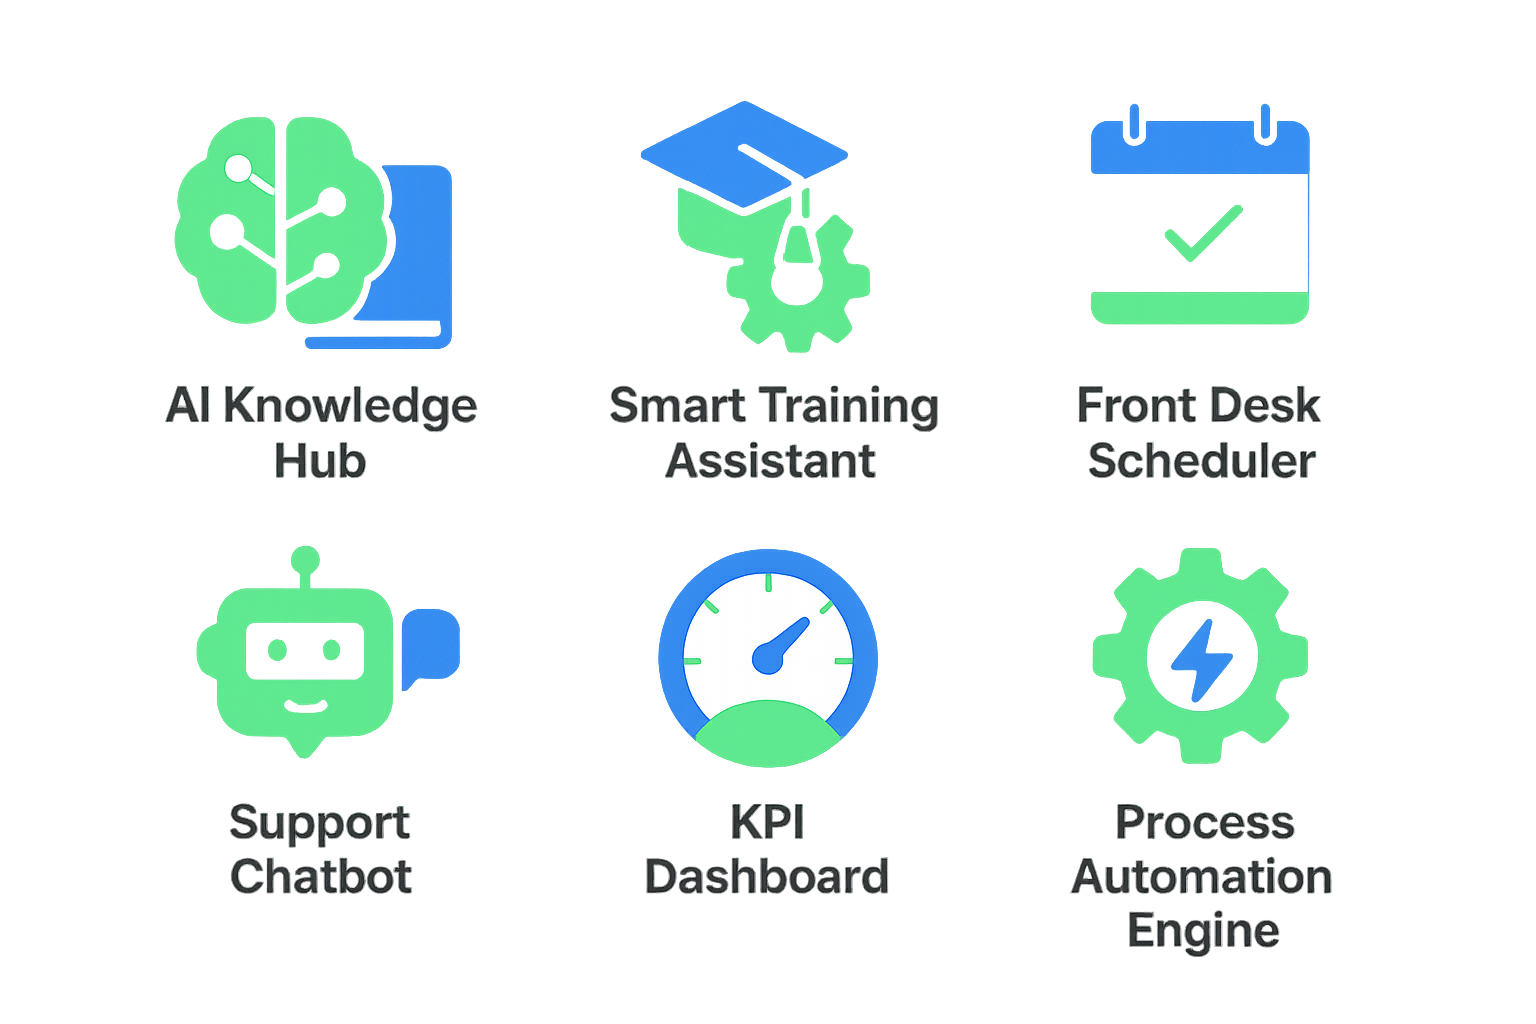 AI Knowledge
Hub
Smart Training
Assistant
Front Desk
Scheduler
Support
Chatbot
KPI
Dashboard
Process
Automation
Engine